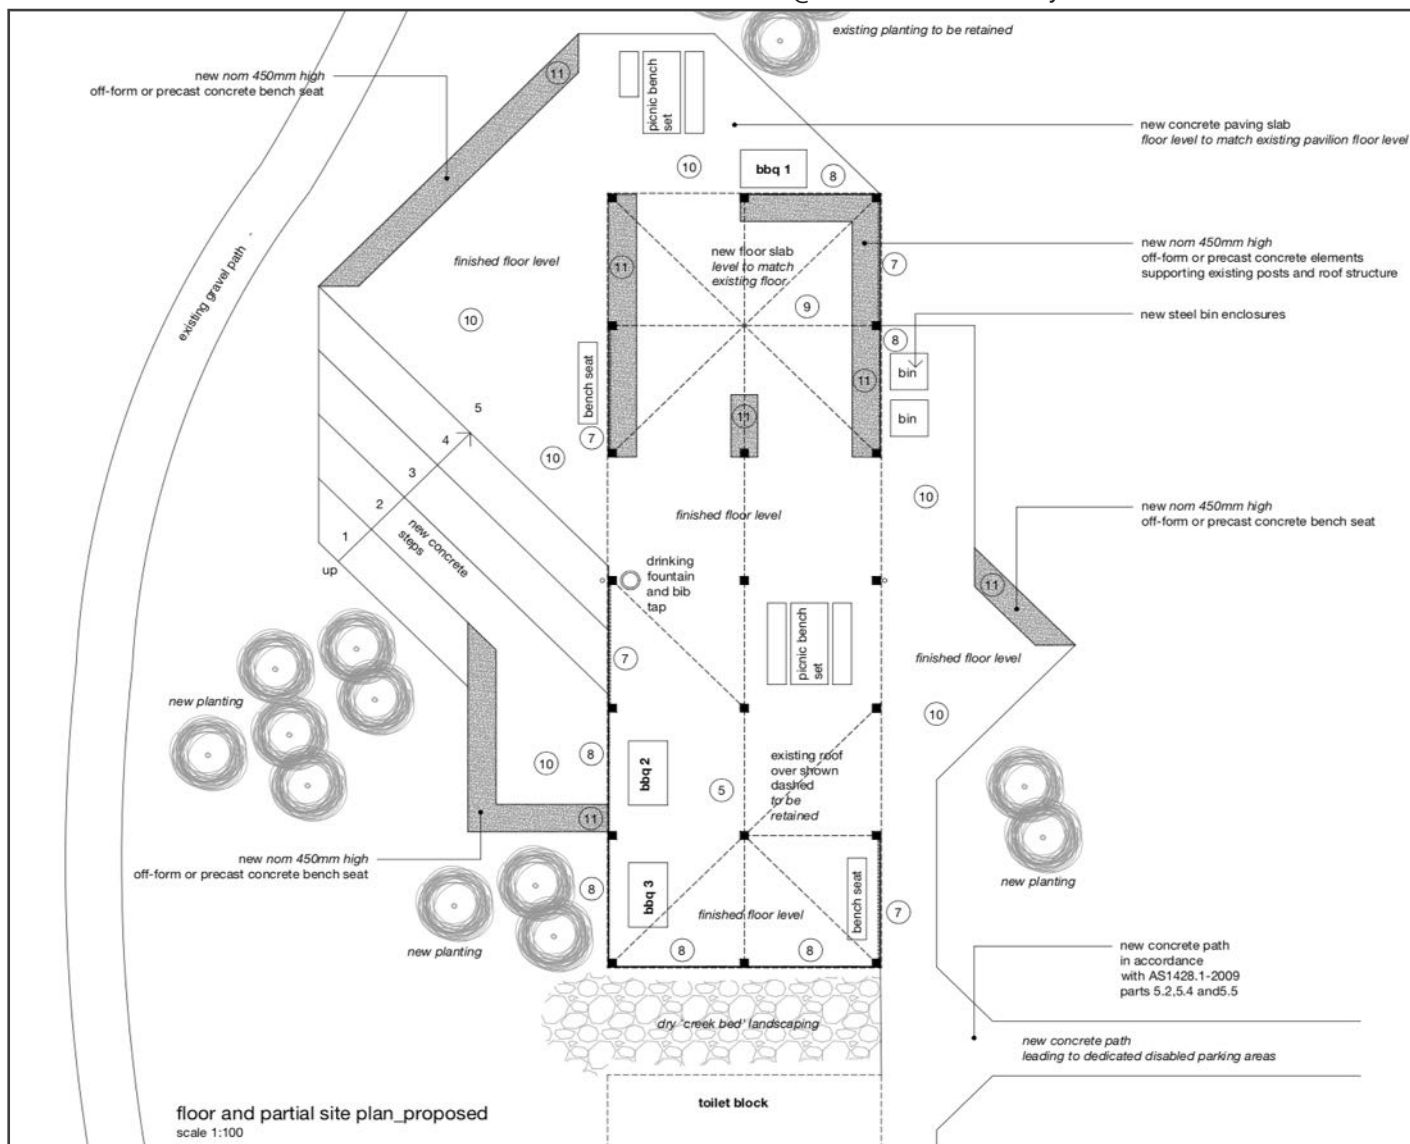 existing planting to be retained
new nom 450mm high
off-form or precast concrete bench seat
11
picnic bench
set
new concrete paving slab
floor level to match existing pavilion floor level
10
bbq 1
8
existing gravel path
finished floor level
11
new floor slab
level to match
existing floor
7
new nom 450mm high
off-form or precast concrete elements
supporting existing posts and roof structure
9
10
new steel bin enclosures
8
bin
bench seat
11
5
11
bin
4
7
10
3
10
2
finished floor level
new nom 450mm high
off-form or precast concrete bench seat
1
new concrete
steps
up
drinking
fountain
and bib
tap
11
picnic bench
set
7
finished floor level
new planting
10
8
10
bbq 2
existing roof
over shown
dashed
to be
retained
5
11
new nom 450mm high
off-form or precast concrete bench seat
8
bbq 3
finished floor level
bench seat
7
new planting
new planting
8
8
new concrete path
in accordance
with AS1428.1-2009
parts 5.2,5.4 and5.5
dry 'creek bed' landscaping
new concrete path
leading to dedicated disabled parking areas
toilet block
floor and partial site plan_proposed
scale 1:100